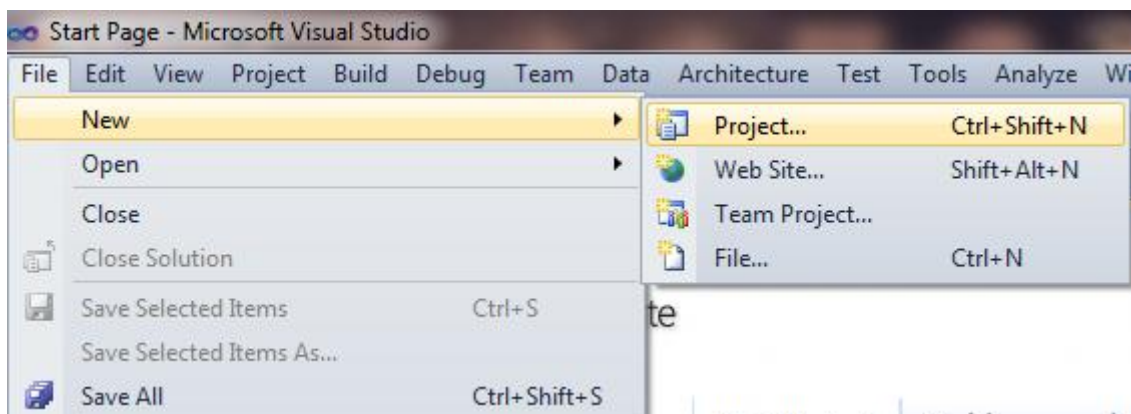 Start Page - Microsoft Visual Studio
File Edit View Project Build Debug Team Data Architecture Test Tools Analyze
New
Project... Ctrl+Shift+N
Open
Web Site... Shift+Alt+N
Close
Team Project...
Close Solution
File... Ctrl+N
Save Selected Items Ctrl+S
te
Save Selected Items As...
Save All Ctrl+Shift+S